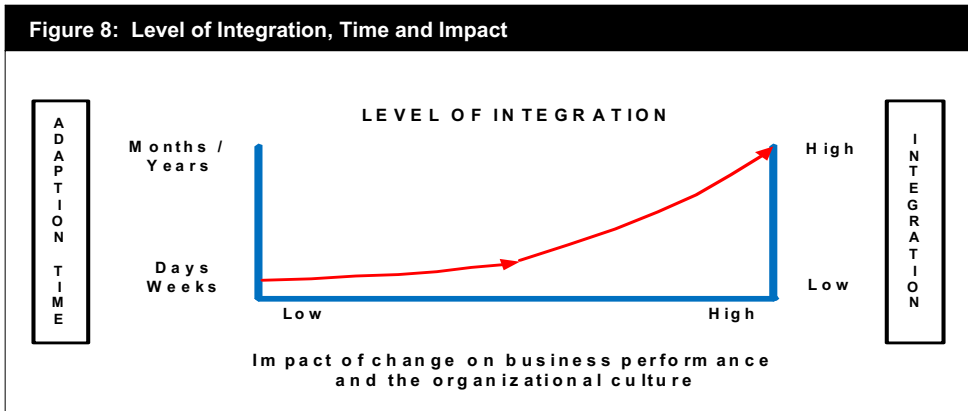 Figure 8: Level of Integration, Time and Impact
ADAPTION TIME
LEVEL OF INTEGRATION
Months /
Years
Days
Weeks
High
Low
INTEGRATION
Low
High
Impact of change on business performance
and the organizational culture